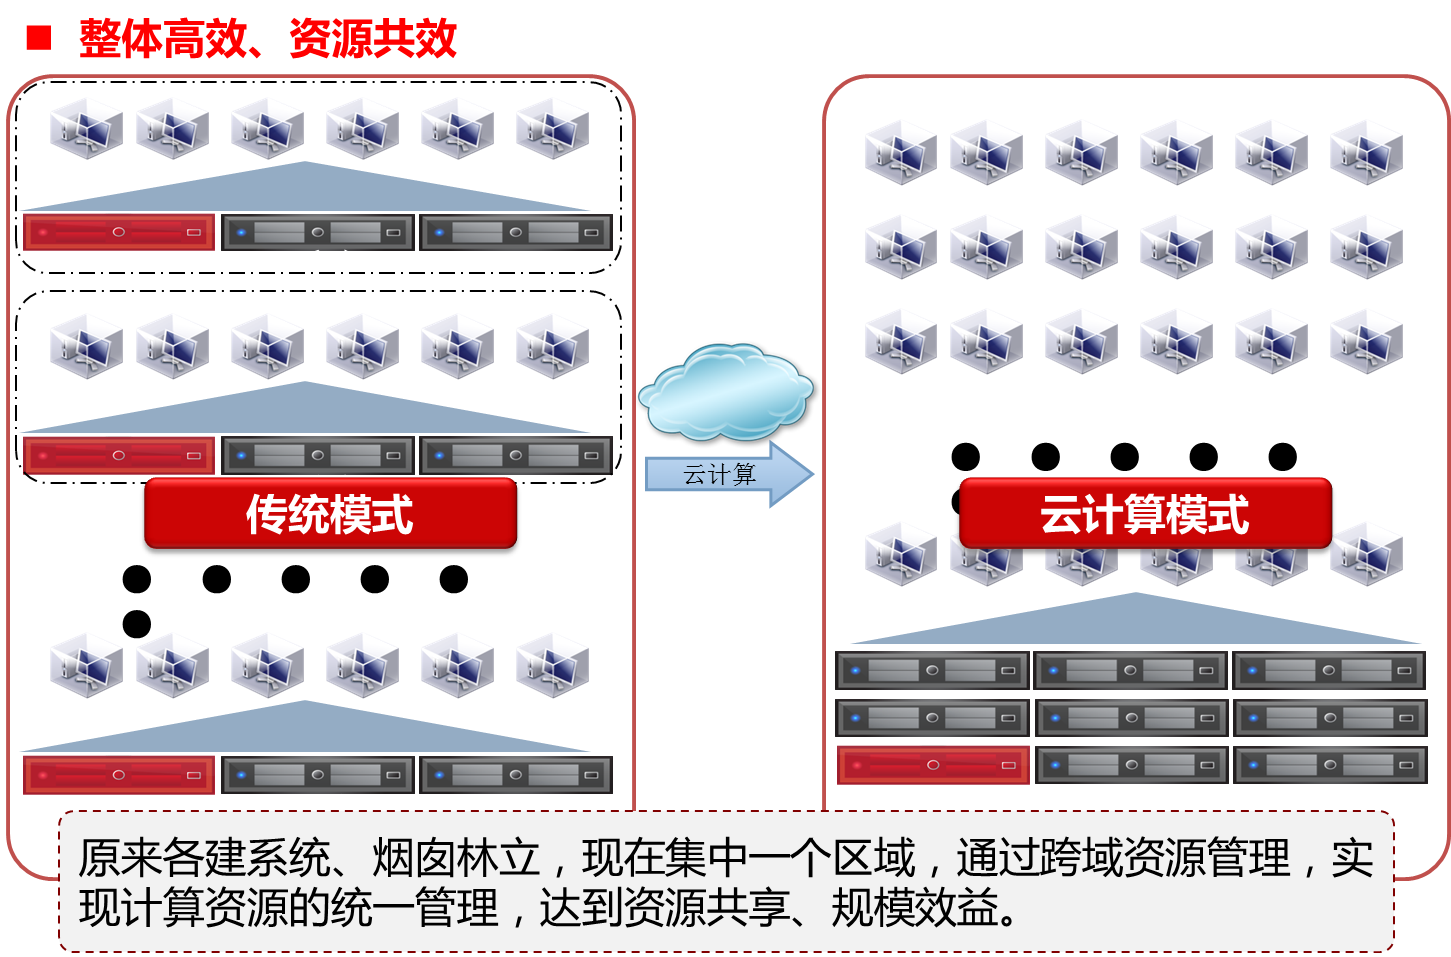 整体高效、资源共效
云计算
传统模式
云计算模式
原来各建系统、烟囱林立，现在集中一个区域，通过跨域资源管理，实
现计算资源的统一管理，达到资源共享、规模效益。